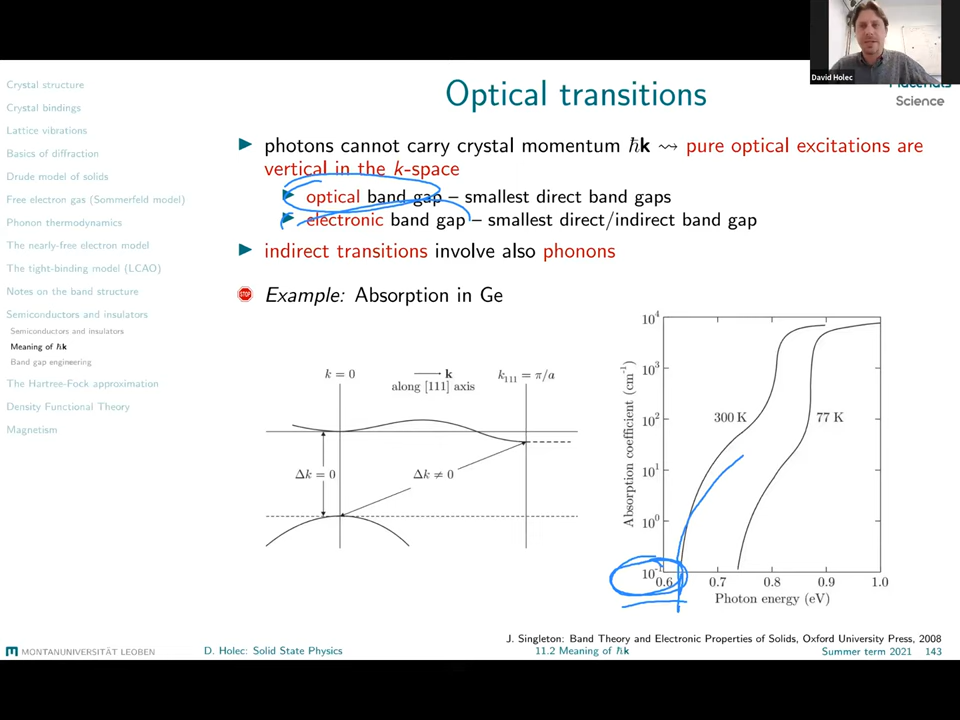 David Holec
Materials
Science
Crystal structure
Crystal bindings
Lattice vibrations
Basics of diffraction
Drude model of solids
Free electron gas (Sommerfeld model)
Phonon thermodynamics
The nearly-free electron model
The tight-binding model (LCAO)
Notes on the band structure
Semiconductors and insulators
Semiconductors and insulators
Meaning of ℏk
Band gap engineering
The Hartree-Fock approximation
Density Functional Theory
Magnetism
Optical transitions
photons cannot carry crystal momentum ℏk ⇝ pure optical excitations are
vertical in the k-space
optical band gap – smallest direct band gaps
electronic band gap – smallest direct/indirect band gap
indirect transitions involve also phonons
STOP Example: Absorption in Ge
k = 0
k
along [111] axis
k₁₁₁ = π/a
Δk = 0
Δk ≠ 0
Absorption coefficient (cm⁻¹)
10⁴
10³
10²
10¹
10⁰
10⁻¹
300 K
77 K
0.6 0.7 0.8 0.9 1.0
Photon energy (eV)
J. Singleton: Band Theory and Electronic Properties of Solids, Oxford University Press, 2008
MONTANUNIVERSITÄT LEOBEN
D. Holec: Solid State Physics
11.2 Meaning of ℏk
Summer term 2021 143